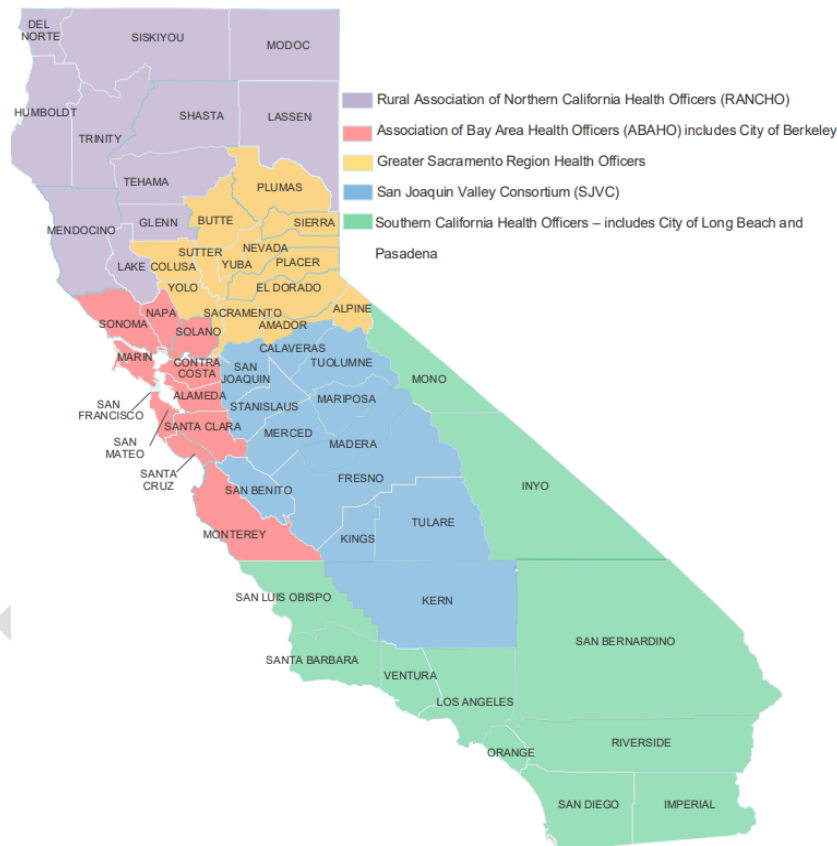 DEL
NORTE
SISKIYOU
MODOC
HUMBOLDT
TRINITY
SHASTA
LASSEN
Rural Association of Northern California Health Officers (RANCHO)
Association of Bay Area Health Officers (ABAHO) includes City of Berkeley
Greater Sacramento Region Health Officers
San Joaquin Valley Consortium (SJVC)
Southern California Health Officers – includes City of Long Beach and
Pasadena
TEHAMA
PLUMAS
MENDOCINO
GLENN
BUTTE
SIERRA
LAKE
COLUSA
SUTTER
YUBA
NEVADA
PLACER
YOLO
EL DORADO
SONOMA
NAPA
SOLANO
SACRAMENTO
AMADOR
ALPINE
MARIN
CONTRA
COSTA
SAN
JOAQUIN
CALAVERAS
TUOLUMNE
MONO
SAN
FRANCISCO
ALAMEDA
STANISLAUS
MARIPOSA
SAN
MATEO
SANTA CLARA
MERCED
MADERA
SANTA
CRUZ
SAN BENITO
FRESNO
INYO
MONTEREY
KINGS
TULARE
SAN LUIS OBISPO
KERN
SANTA BARBARA
VENTURA
LOS ANGELES
SAN BERNARDINO
ORANGE
RIVERSIDE
SAN DIEGO
IMPERIAL